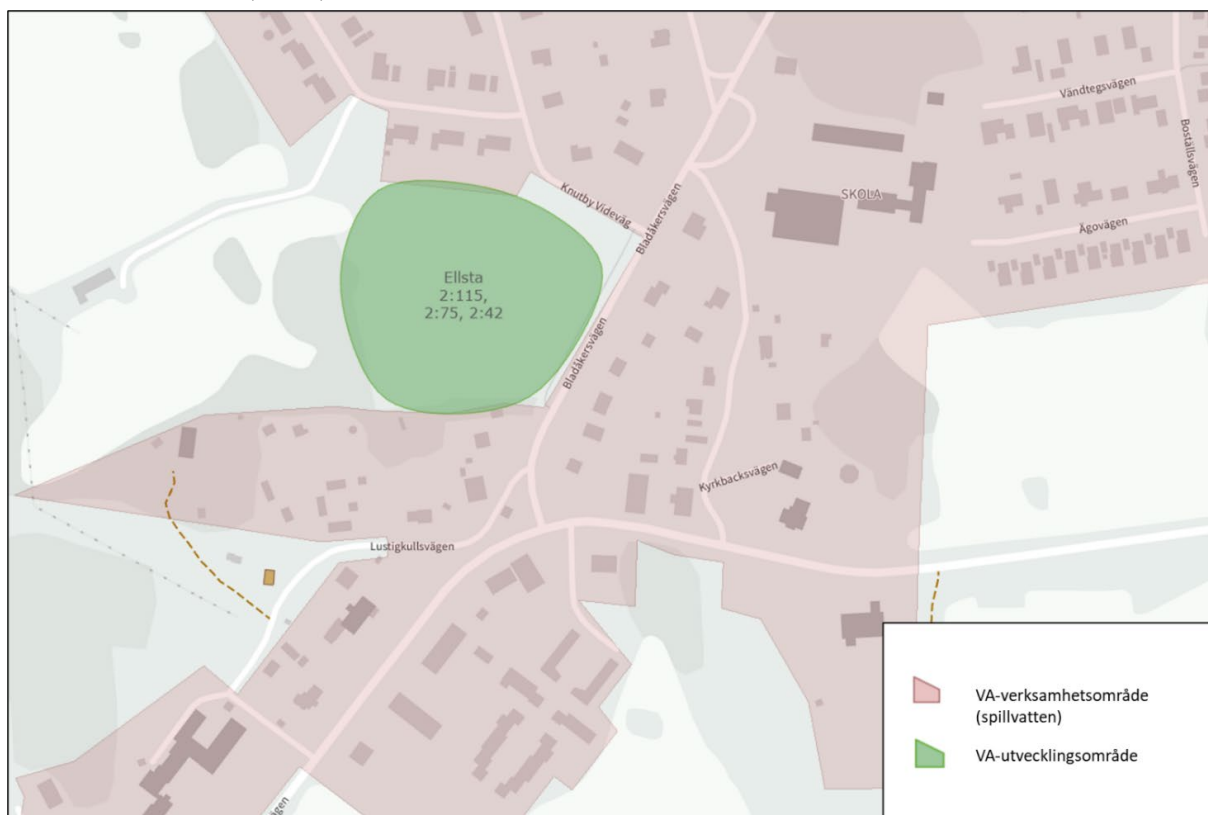 Vändtegsvägen
Boställsvägen
SKOLA
Knutby Videväg
Bladåkersvägen
Ägovägen
Ellsta
2:115,
2:75, 2:42
Bladåkersvägen
Kyrkbacksvägen
Lustigkullsvägen
VA-verksamhetsområde
(spillvatten)
VA-utvecklingsområde